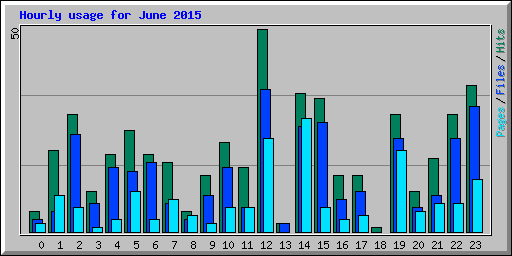 Hourly usage for June 2015
50
Pages / Files / Hits
0 1 2 3 4 5 6 7 8 9 10 11 12 13 14 15 16 17 18 19 20 21 22 23